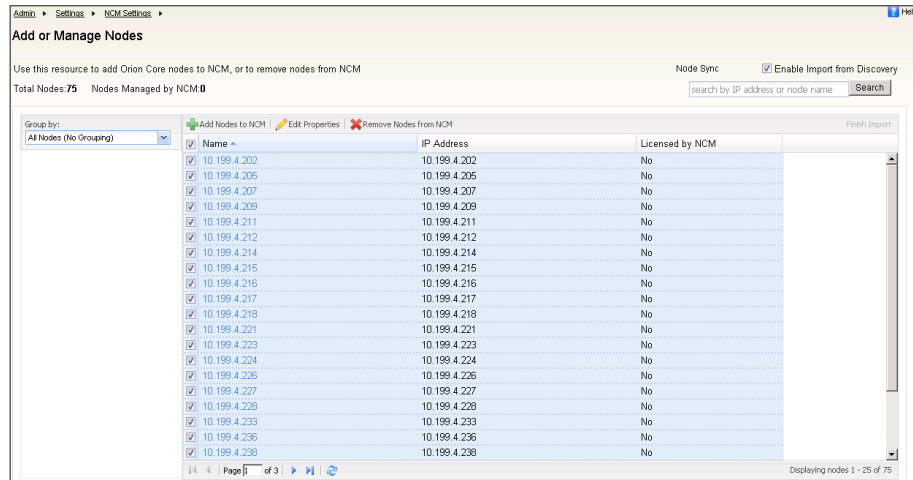 Admin ▸ Settings ▸ NCM Settings ▸
? Hel
Add or Manage Nodes
Use this resource to add Orion Core nodes to NCM, or to remove nodes from NCM
Node Sync
Enable Import from Discovery
Total Nodes:75 Nodes Managed by NCM:0
search by IP address or node name
Search
Group by:
All Nodes (No Grouping)
Add Nodes to NCM | Edit Properties | Remove Nodes from NCM
Finish Import
Name IP Address Licensed by NCM
10.199.4.202 10.199.4.202 No
10.199.4.205 10.199.4.205 No
10.199.4.207 10.199.4.207 No
10.199.4.209 10.199.4.209 No
10.199.4.211 10.199.4.211 No
10.199.4.212 10.199.4.212 No
10.199.4.214 10.199.4.214 No
10.199.4.215 10.199.4.215 No
10.199.4.216 10.199.4.216 No
10.199.4.217 10.199.4.217 No
10.199.4.218 10.199.4.218 No
10.199.4.221 10.199.4.221 No
10.199.4.223 10.199.4.223 No
10.199.4.224 10.199.4.224 No
10.199.4.226 10.199.4.226 No
10.199.4.227 10.199.4.227 No
10.199.4.228 10.199.4.228 No
10.199.4.233 10.199.4.233 No
10.199.4.236 10.199.4.236 No
10.199.4.238 10.199.4.238 No
Page 1 of 3
Displaying nodes 1 - 25 of 75